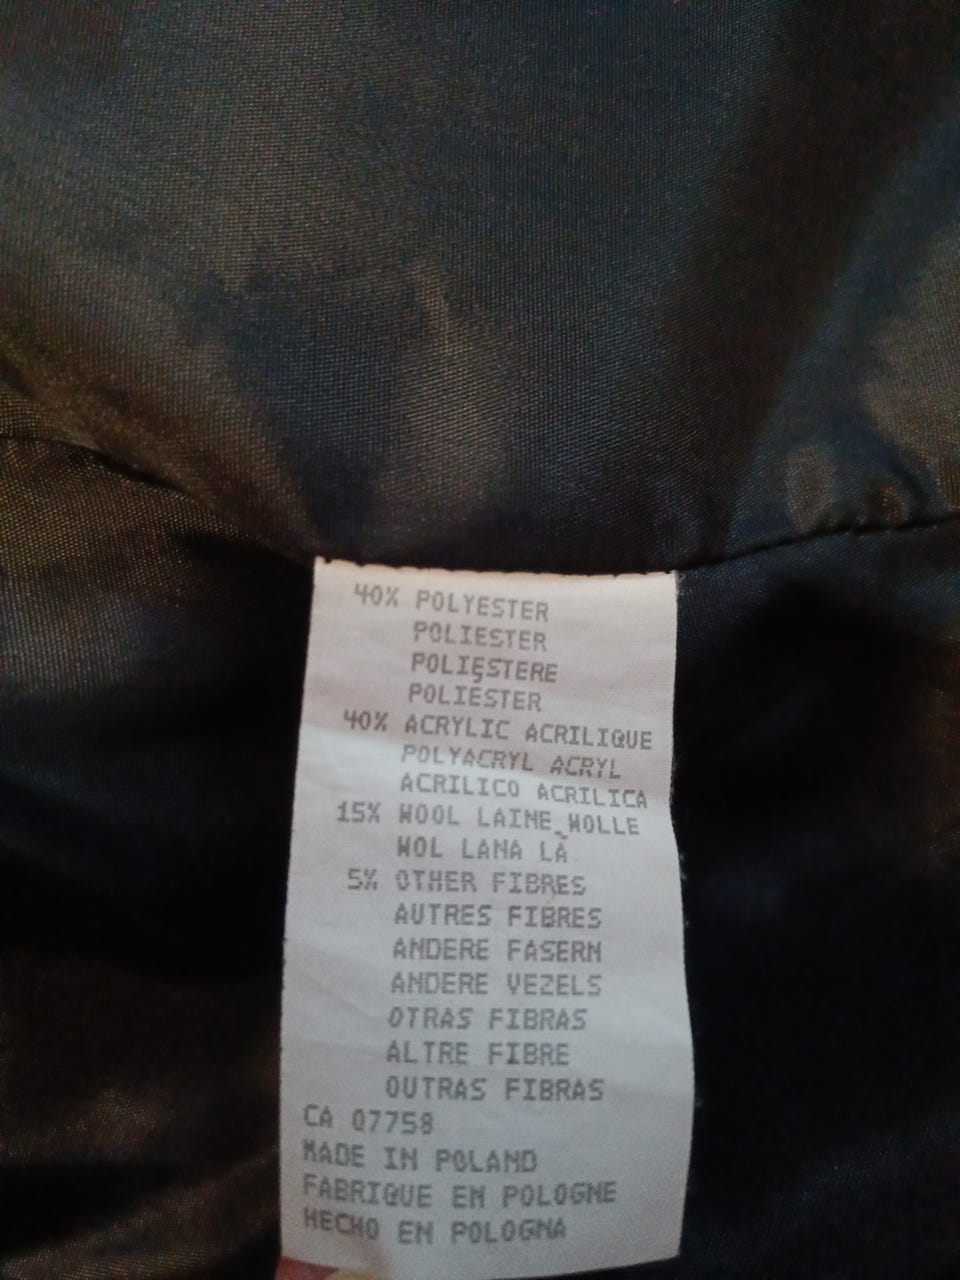 40% POLYESTER
POLIESTER
POLIESTERE
POLIESTER
40% ACRYLIC ACRILIQUE
POLYACRYL ACRYL
ACRILICO ACRILICA
15% WOOL LAINE WOLLE
WOL LANA LÀ
5% OTHER FIBRES
AUTRES FIBRES
ANDERE FASERN
ANDERE VEZELS
OTRAS FIBRAS
ALTRE FIBRE
OUTRAS FIBRAS
CA 07758
MADE IN POLAND
FABRIQUE EN POLOGNE
HECHO EN POLOGNA